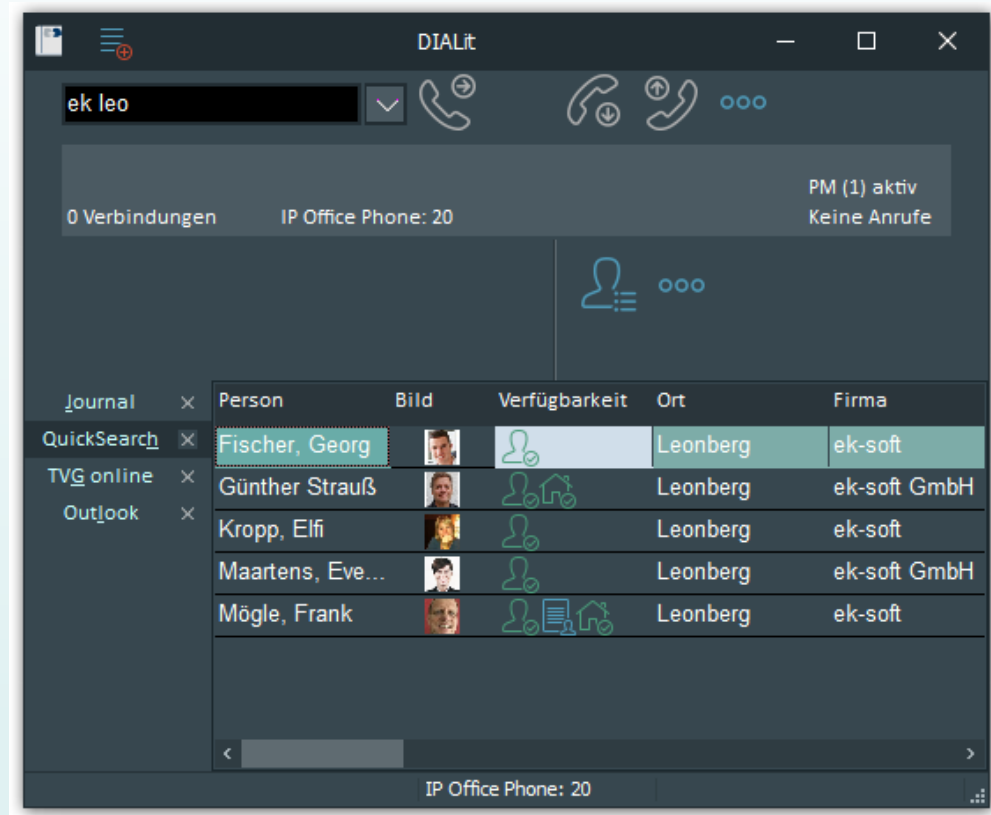 DIALit
ek leo
PM (1) aktiv
0 Verbindungen IP Office Phone: 20 Keine Anrufe
Journal
QuickSearch
TVG online
Outlook
Person Bild Verfügbarkeit Ort Firma
Fischer, Georg Leonberg ek-soft
Günther Strauß Leonberg ek-soft GmbH
Kropp, Elfi Leonberg ek-soft
Maartens, Eve... Leonberg ek-soft GmbH
Mögle, Frank Leonberg ek-soft
IP Office Phone: 20